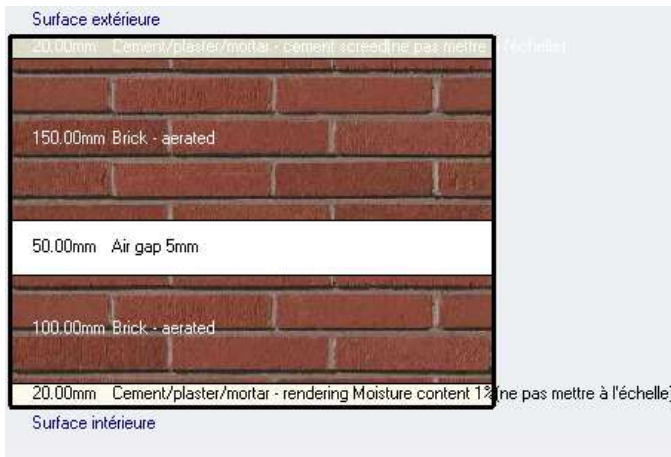 Surface extérieure
20.00mm Cement/plaster/mortar - cement screed(ne pas mettre à l'échelle)
150.00mm Brick - aerated
50.00mm Air gap 5mm
100.00mm Brick - aerated
20.00mm Cement/plaster/mortar - rendering Moisture content 1%(ne pas mettre à l'échelle)
Surface intérieure